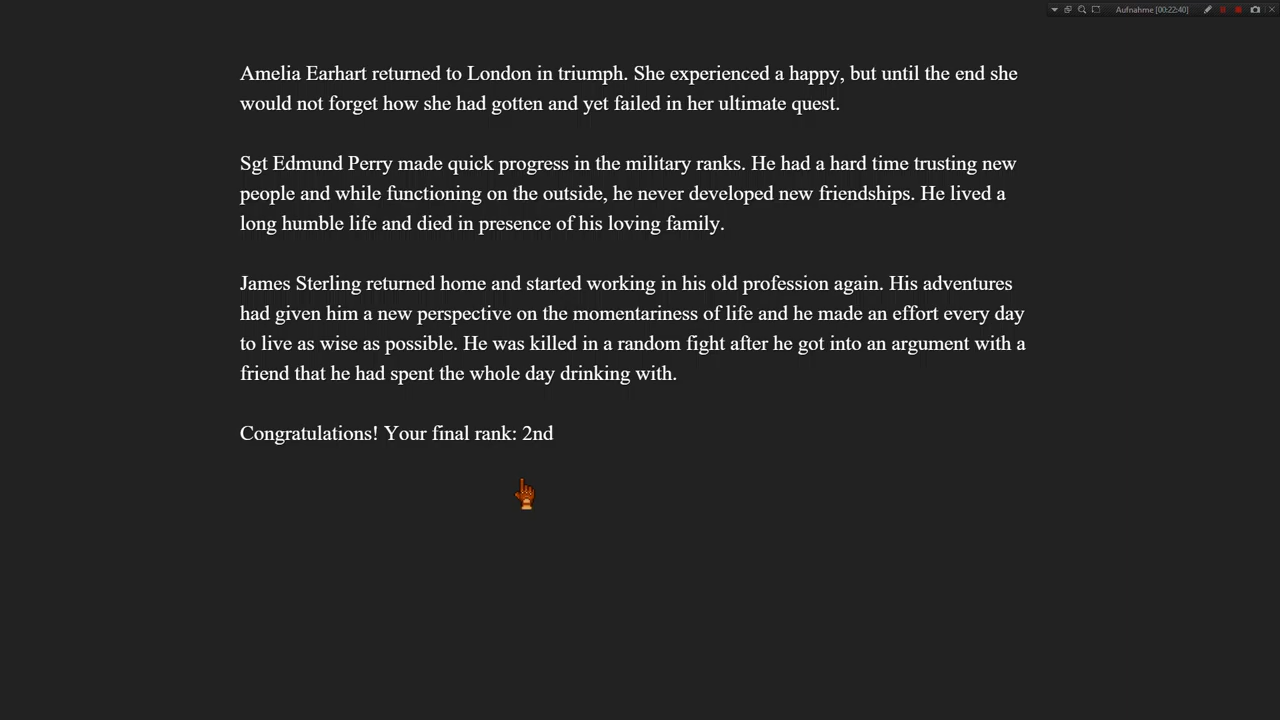 Aufnahme [00:22:40]
Amelia Earhart returned to London in triumph. She experienced a happy, but until the end she
would not forget how she had gotten and yet failed in her ultimate quest.
Sgt Edmund Perry made quick progress in the military ranks. He had a hard time trusting new
people and while functioning on the outside, he never developed new friendships. He lived a
long humble life and died in presence of his loving family.
James Sterling returned home and started working in his old profession again. His adventures
had given him a new perspective on the momentariness of life and he made an effort every day
to live as wise as possible. He was killed in a random fight after he got into an argument with a
friend that he had spent the whole day drinking with.
Congratulations! Your final rank: 2nd